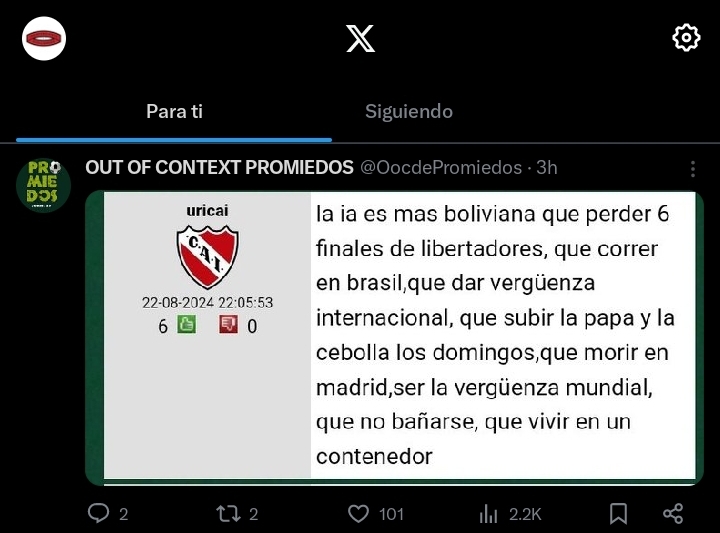 X
Para ti Siguiendo
PROMIEDOS
OUT OF CONTEXT PROMIEDOS @OocdePromiedos · 3h
uricai
C.A.I.
22-08-2024 22:05:53
6 0
la ia es mas boliviana que perder 6
finales de libertadores, que correr
en brasil,que dar vergüenza
internacional, que subir la papa y la
cebolla los domingos,que morir en
madrid,ser la vergüenza mundial,
que no bañarse, que vivir en un
contenedor
2 2 101 2.2K